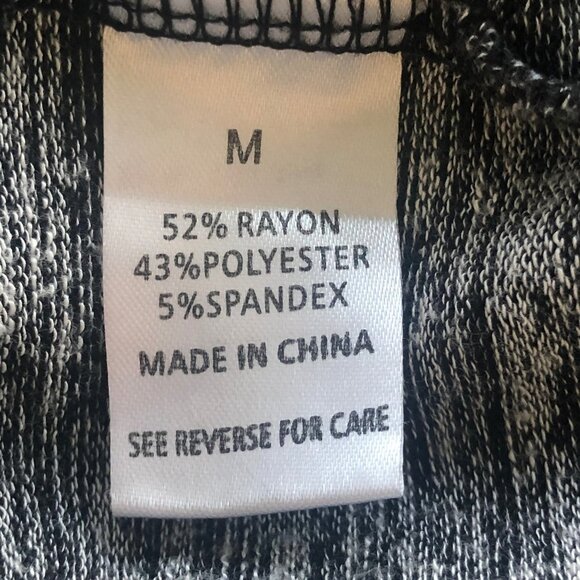 M
52% RAYON
43%POLYESTER
5%SPANDEX
MADE IN CHINA
SEE REVERSE FOR CARE